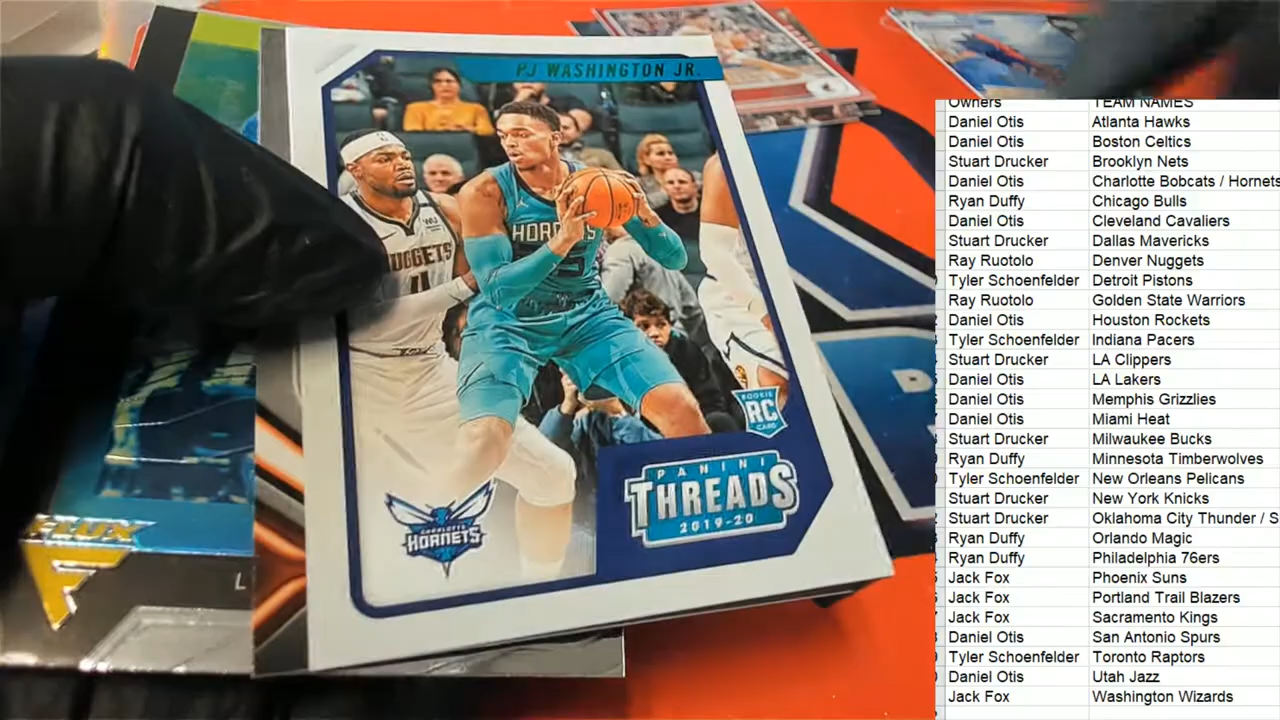 PJ WASHINGTON JR.
NUGGETS
HORNETS
ROOKIE
RC
CARD
PANINI
THREADS
2019-20
CHARLOTTE
HORNETS
FLUX
L
Owners TEAM NAMES
Daniel Otis Atlanta Hawks
Daniel Otis Boston Celtics
Stuart Drucker Brooklyn Nets
Daniel Otis Charlotte Bobcats / Hornets
Ryan Duffy Chicago Bulls
Daniel Otis Cleveland Cavaliers
Stuart Drucker Dallas Mavericks
Ray Ruotolo Denver Nuggets
Tyler Schoenfelder Detroit Pistons
Ray Ruotolo Golden State Warriors
Daniel Otis Houston Rockets
Tyler Schoenfelder Indiana Pacers
Stuart Drucker LA Clippers
Daniel Otis LA Lakers
Daniel Otis Memphis Grizzlies
Daniel Otis Miami Heat
Stuart Drucker Milwaukee Bucks
Ryan Duffy Minnesota Timberwolves
Tyler Schoenfelder New Orleans Pelicans
Stuart Drucker New York Knicks
Stuart Drucker Oklahoma City Thunder / S
Ryan Duffy Orlando Magic
Ryan Duffy Philadelphia 76ers
Jack Fox Phoenix Suns
Jack Fox Portland Trail Blazers
Jack Fox Sacramento Kings
Daniel Otis San Antonio Spurs
Tyler Schoenfelder Toronto Raptors
Daniel Otis Utah Jazz
Jack Fox Washington Wizards